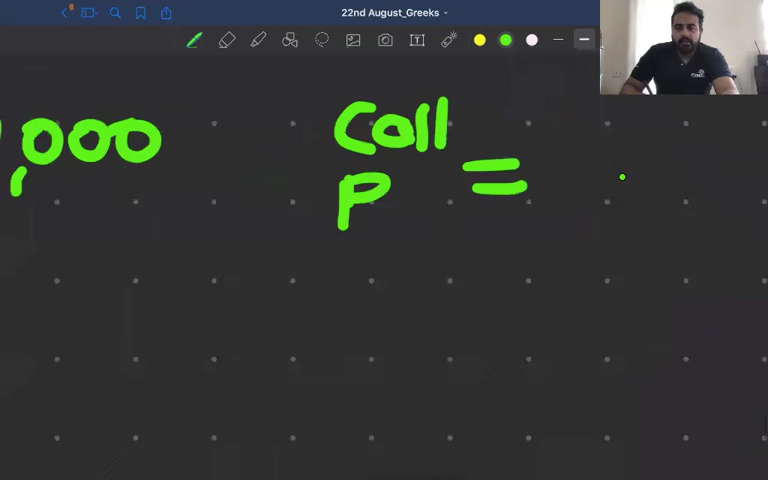 22nd August_Greeks
,000 Call
P =